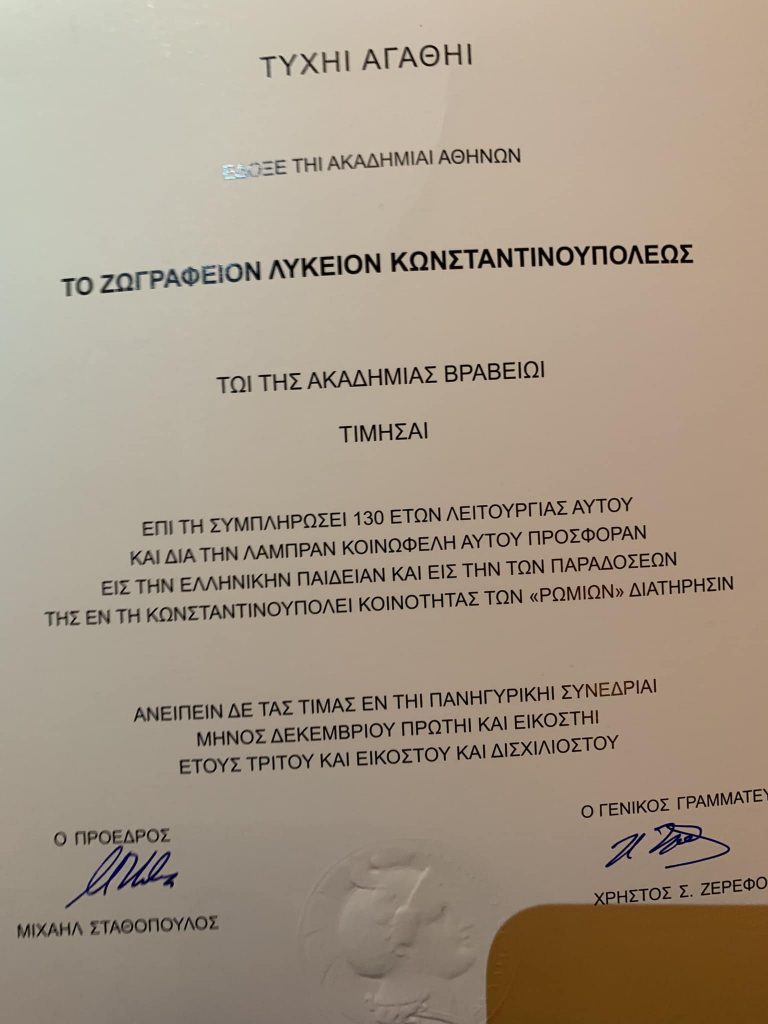 ΤΥΧΗΙ ΑΓΑΘΗΙ
ΕΔΟΞΕ ΤΗΙ ΑΚΑΔΗΜΙΑΙ ΑΘΗΝΩΝ
ΤΟ ΖΩΓΡΑΦΕΙΟΝ ΛΥΚΕΙΟΝ ΚΩΝΣΤΑΝΤΙΝΟΥΠΟΛΕΩΣ
ΤΩΙ ΤΗΣ ΑΚΑΔΗΜΙΑΣ ΒΡΑΒΕΙΩΙ
ΤΙΜΗΣΑΙ
ΕΠΙ ΤΗ ΣΥΜΠΛΗΡΩΣΕΙ 130 ΕΤΩΝ ΛΕΙΤΟΥΡΓΙΑΣ ΑΥΤΟΥ
ΚΑΙ ΔΙΑ ΤΗΝ ΛΑΜΠΡΑΝ ΚΟΙΝΩΦΕΛΗ ΑΥΤΟΥ ΠΡΟΣΦΟΡΑΝ
ΕΙΣ ΤΗΝ ΕΛΛΗΝΙΚΗΝ ΠΑΙΔΕΙΑΝ ΚΑΙ ΕΙΣ ΤΗΝ ΤΩΝ ΠΑΡΑΔΟΣΕΩΝ
ΤΗΣ ΕΝ ΤΗ ΚΩΝΣΤΑΝΤΙΝΟΥΠΟΛΕΙ ΚΟΙΝΟΤΗΤΑΣ ΤΩΝ «ΡΩΜΙΩΝ» ΔΙΑΤΗΡΗΣΙΝ
ΑΝΕΙΠΕΙΝ ΔΕ ΤΑΣ ΤΙΜΑΣ ΕΝ ΤΗΙ ΠΑΝΗΓΥΡΙΚΗΙ ΣΥΝΕΔΡΙΑΙ
ΜΗΝΟΣ ΔΕΚΕΜΒΡΙΟΥ ΠΡΩΤΗΙ ΚΑΙ ΕΙΚΟΣΤΗΙ
ΕΤΟΥΣ ΤΡΙΤΟΥ ΚΑΙ ΕΙΚΟΣΤΟΥ ΚΑΙ ΔΙΣΧΙΛΙΟΣΤΟΥ
Ο ΠΡΟΕΔΡΟΣ
ΜΙΧΑΗΛ ΣΤΑΘΟΠΟΥΛΟΣ
Ο ΓΕΝΙΚΟΣ ΓΡΑΜΜΑΤΕΥ
ΧΡΗΣΤΟΣ Σ. ΖΕΡΕΦΟ